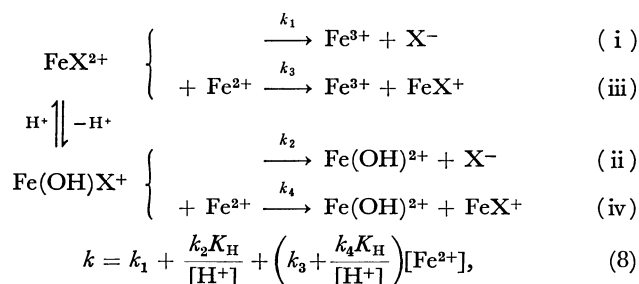 k₁
⟶ Fe³⁺ + X⁻ ( i )
FeX²⁺ {
k₃
+ Fe²⁺ ⟶ Fe³⁺ + FeX⁺ (iii)
H⁺ ⇅ −H⁺
k₂
⟶ Fe(OH)²⁺ + X⁻ ( ii )
Fe(OH)X⁺ {
k₄
+ Fe²⁺ ⟶ Fe(OH)²⁺ + FeX⁺ (iv)
k = k₁ + k₂K_H/[H⁺] + (k₃ + k₄K_H/[H⁺])[Fe²⁺], (8)